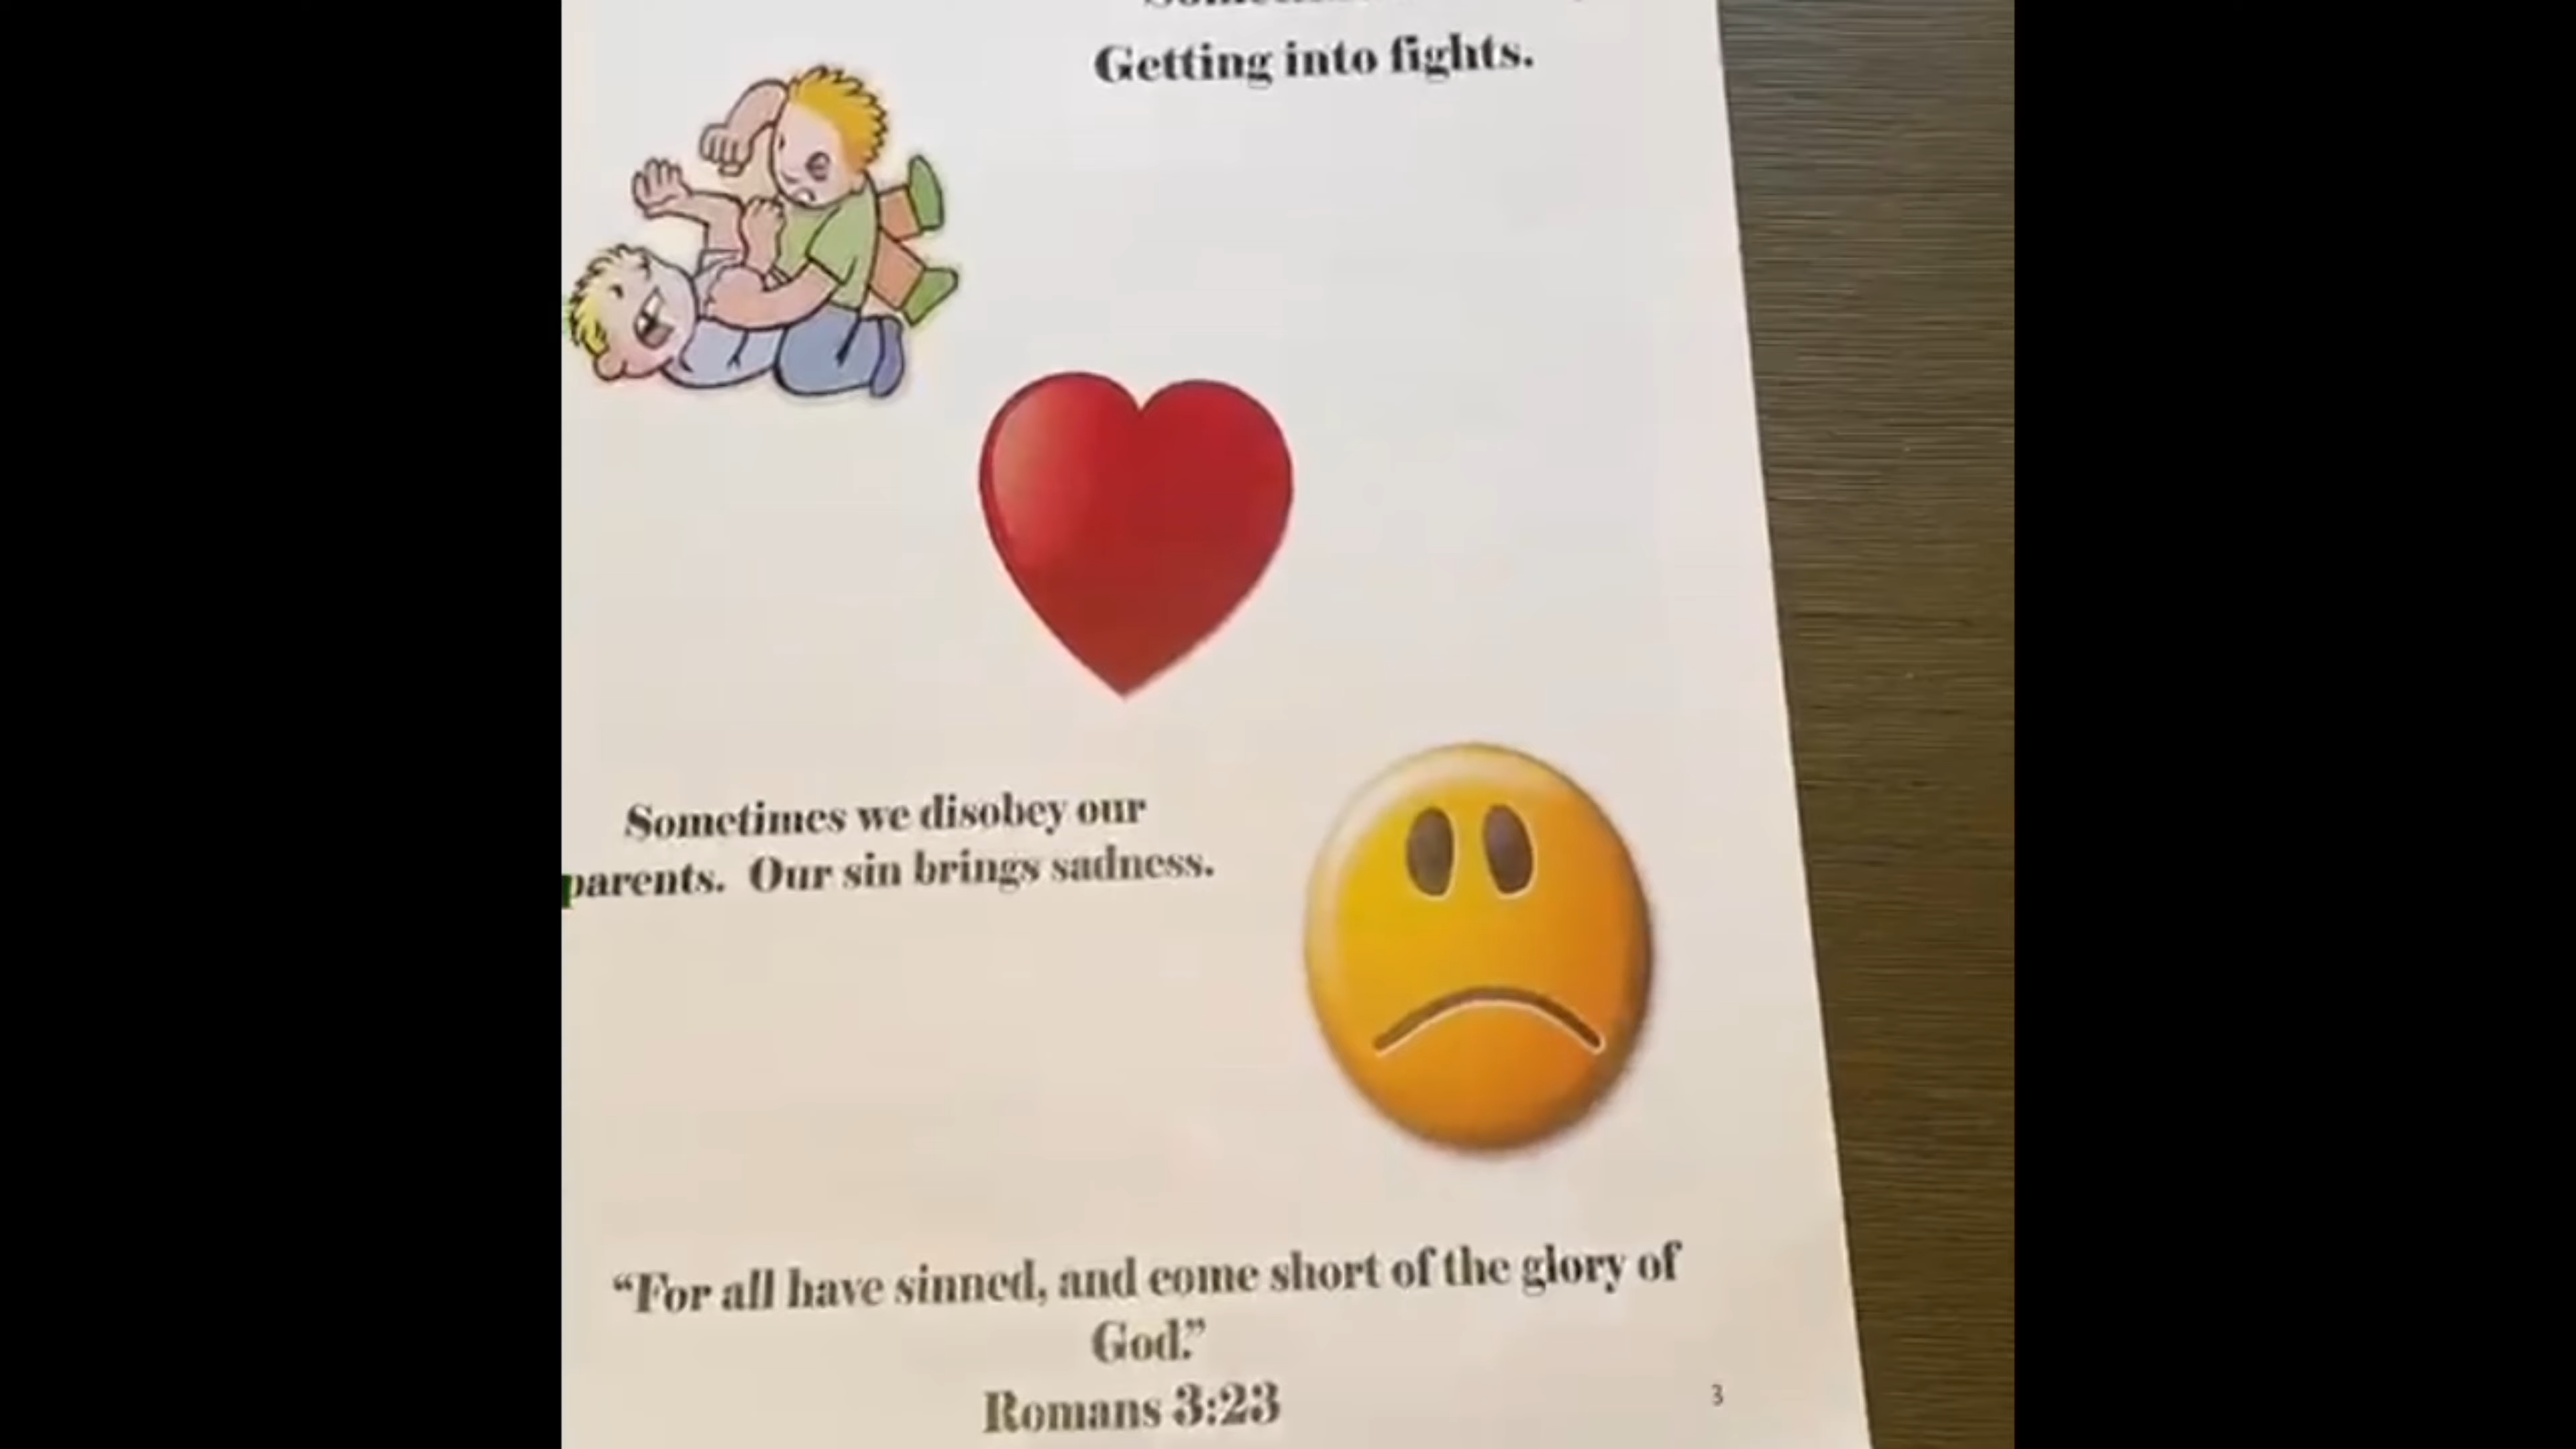 Getting into fights.
Sometimes we disobey our
parents. Our sin brings sadness.
“For all have sinned, and come short of the glory of
God.”
Romans 3:23
3